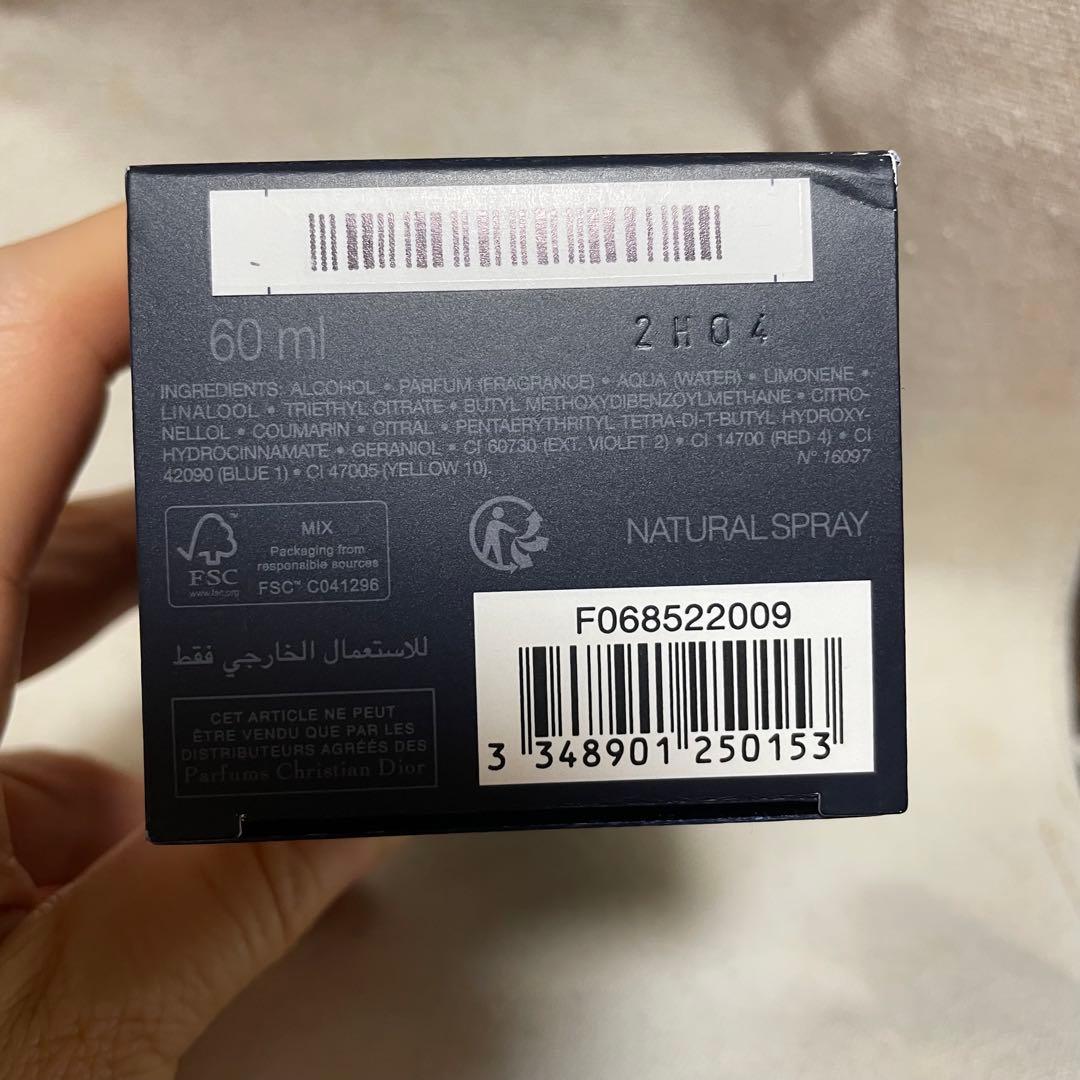 60 ml
2H04
INGREDIENTS: ALCOHOL • PARFUM (FRAGRANCE) • AQUA (WATER) • LIMONENE •
LINALOOL • TRIETHYL CITRATE • BUTYL METHOXYDIBENZOYLMETHANE • CITRO-
NELLOL • COUMARIN • CITRAL • PENTAERYTHRITYL TETRA-DI-T-BUTYL HYDROXY-
HYDROCINNAMATE • GERANIOL • CI 60730 (EXT. VIOLET 2) • CI 14700 (RED 4) • CI
42090 (BLUE 1) • CI 47005 (YELLOW 10).
N° 16097
FSC
www.fsc.org
MIX
Packaging from
responsible sources
FSC™ C041296
NATURAL SPRAY
للاستعمال الخارجي فقط
CET ARTICLE NE PEUT
ÊTRE VENDU QUE PAR LES
DISTRIBUTEURS AGRÉÉS DES
Parfums Christian Dior
F068522009
3 348901 250153